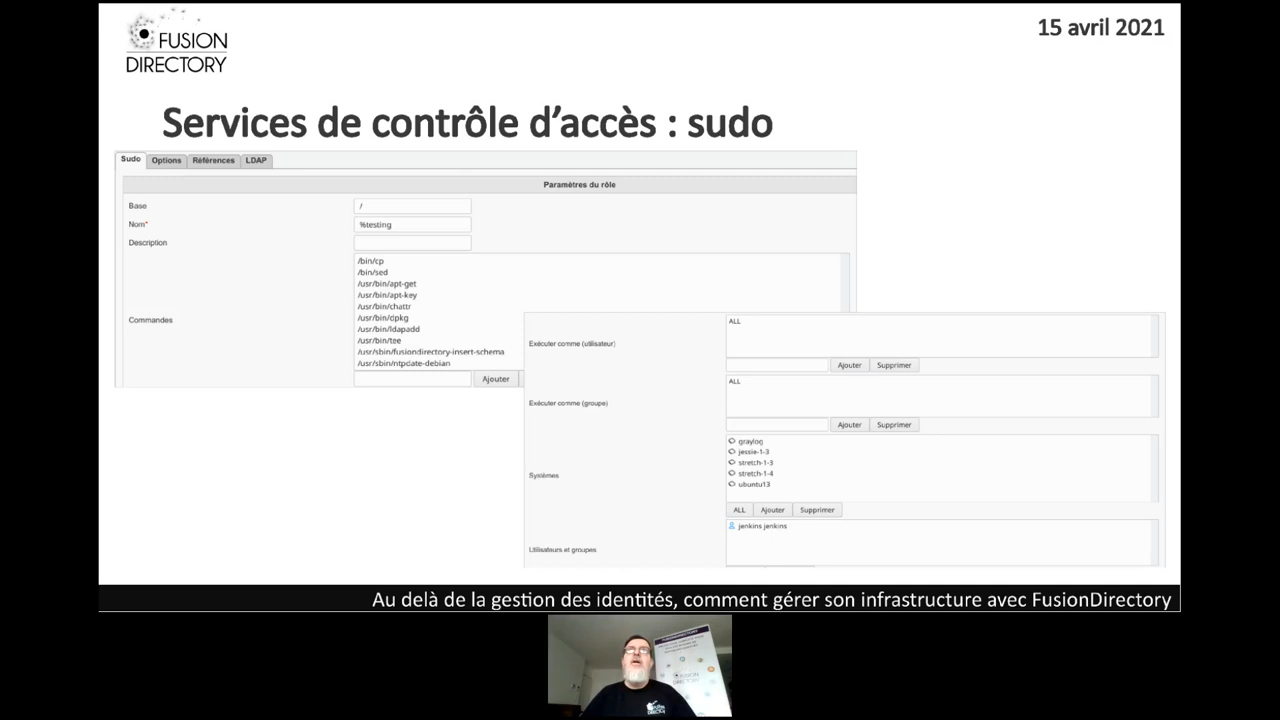 FUSION
DIRECTORY
15 avril 2021
Services de contrôle d’accès : sudo
Sudo Options Références LDAP
Paramètres du rôle
Base /
Nom* %testing
Description
Commandes
/bin/cp
/bin/sed
/usr/bin/apt-get
/usr/bin/apt-key
/usr/bin/chattr
/usr/bin/dpkg
/usr/bin/ldapadd
/usr/bin/tee
/usr/sbin/fusiondirectory-insert-schema
/usr/sbin/ntpdate-debian
Ajouter
Exécuter comme (utilisateur)
ALL
Ajouter Supprimer
Exécuter comme (groupe)
ALL
Ajouter Supprimer
Systèmes
graylog
jessie-1-3
stretch-1-3
stretch-1-4
ubuntu13
ALL Ajouter Supprimer
Utilisateurs et groupes
jenkins jenkins
Au delà de la gestion des identités, comment gérer son infrastructure avec FusionDirectory
FUSION
DIRECTORY